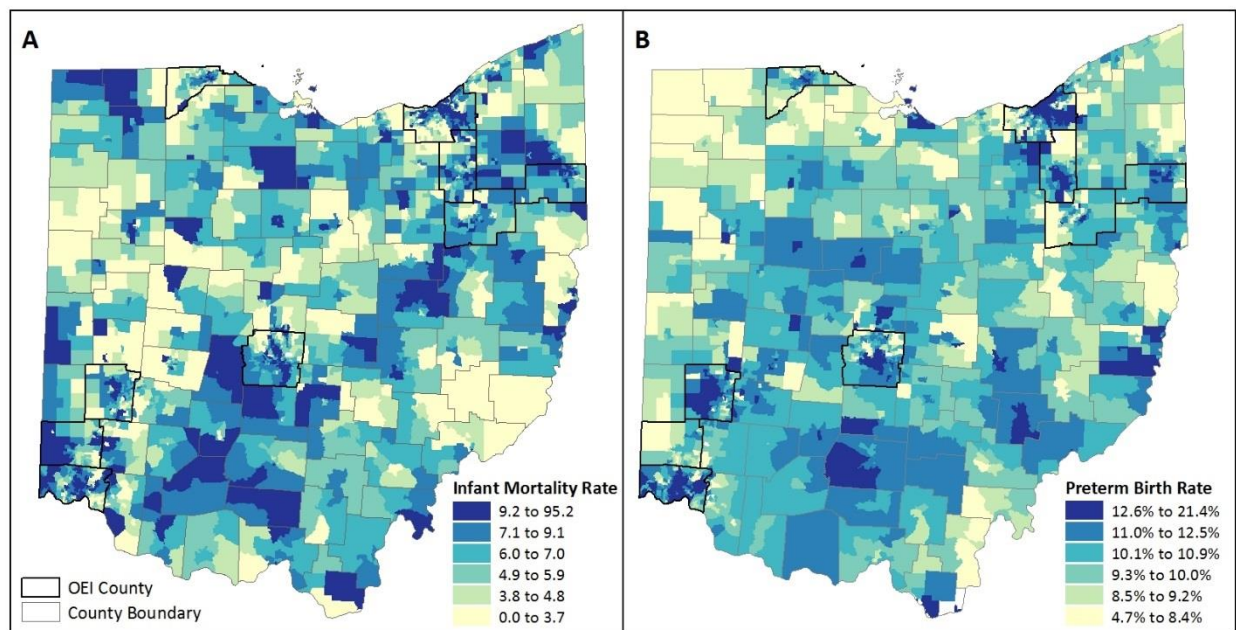 A
B
Infant Mortality Rate
9.2 to 95.2
7.1 to 9.1
6.0 to 7.0
4.9 to 5.9
3.8 to 4.8
0.0 to 3.7
OEI County
County Boundary
Preterm Birth Rate
12.6% to 21.4%
11.0% to 12.5%
10.1% to 10.9%
9.3% to 10.0%
8.5% to 9.2%
4.7% to 8.4%